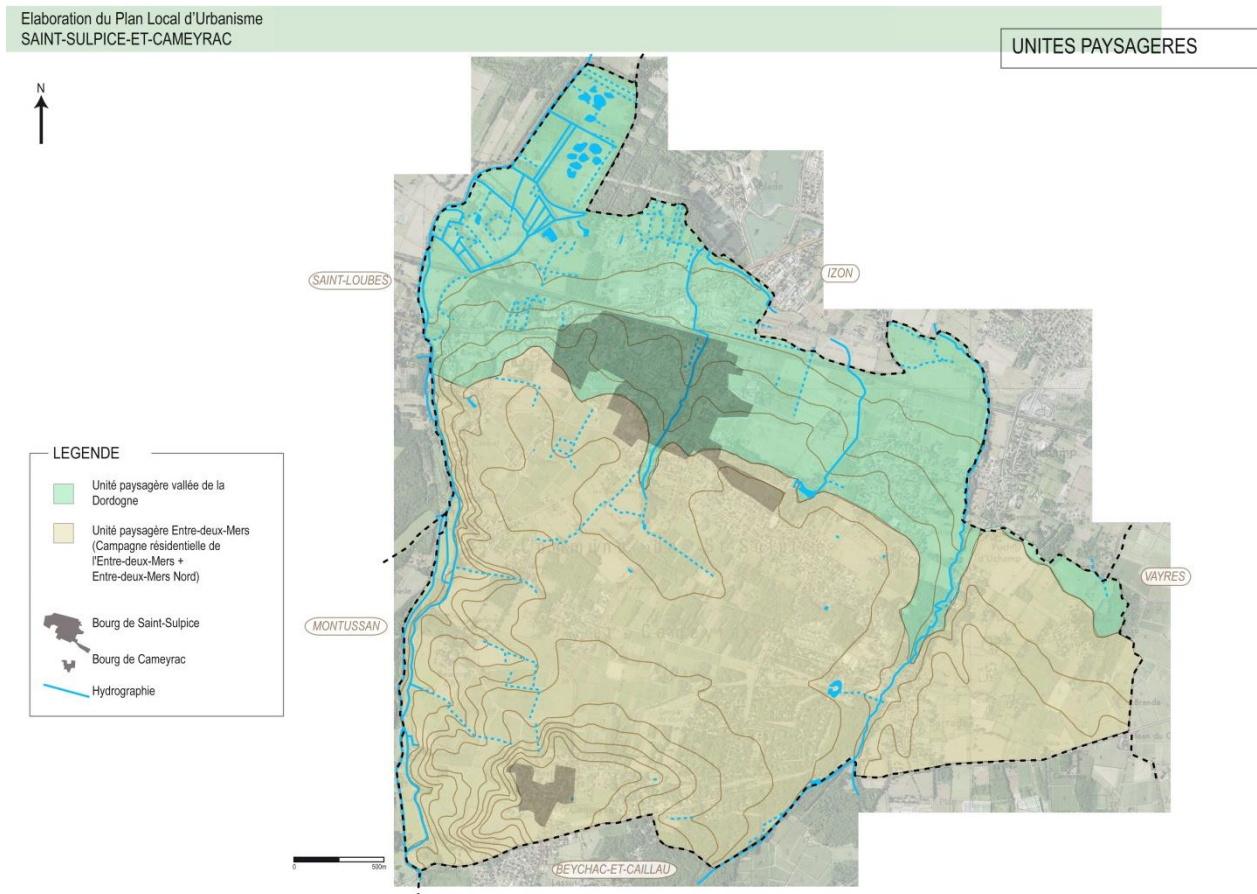 Elaboration du Plan Local d'Urbanisme
SAINT-SULPICE-ET-CAMEYRAC
UNITES PAYSAGERES
N
SAINT-LOUBES
IZON
VAYRES
MONTUSSAN
BEYCHAC-ET-CAILLAU
LEGENDE
Unité paysagère vallée de la
Dordogne
Unité paysagère Entre-deux-Mers
(Campagne résidentielle de
l'Entre-deux-Mers +
Entre-deux-Mers Nord)
Bourg de Saint-Sulpice
Bourg de Cameyrac
Hydrographie
0
500m